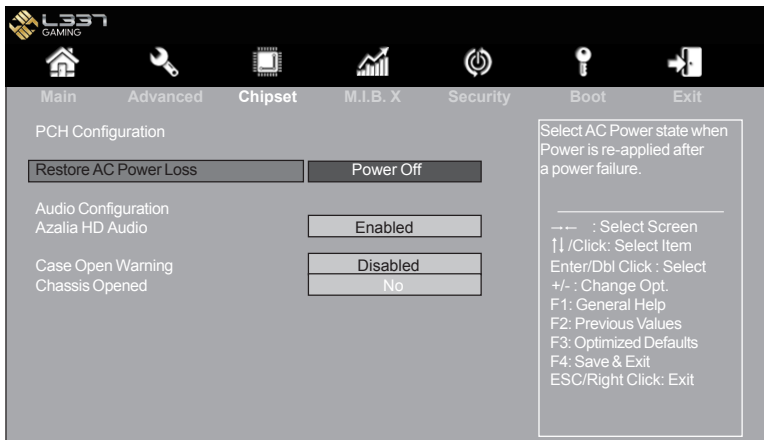 L337
GAMING
Main Advanced Chipset M.I.B. X Security Boot Exit
PCH Configuration
Restore AC Power Loss Power Off
Audio Configuration
Azalia HD Audio Enabled
Case Open Warning Disabled
Chassis Opened No
Select AC Power state when
Power is re-applied after
a power failure.
→← : Select Screen
↑↓/Click: Select Item
Enter/Dbl Click : Select
+/- : Change Opt.
F1: General Help
F2: Previous Values
F3: Optimized Defaults
F4: Save & Exit
ESC/Right Click: Exit